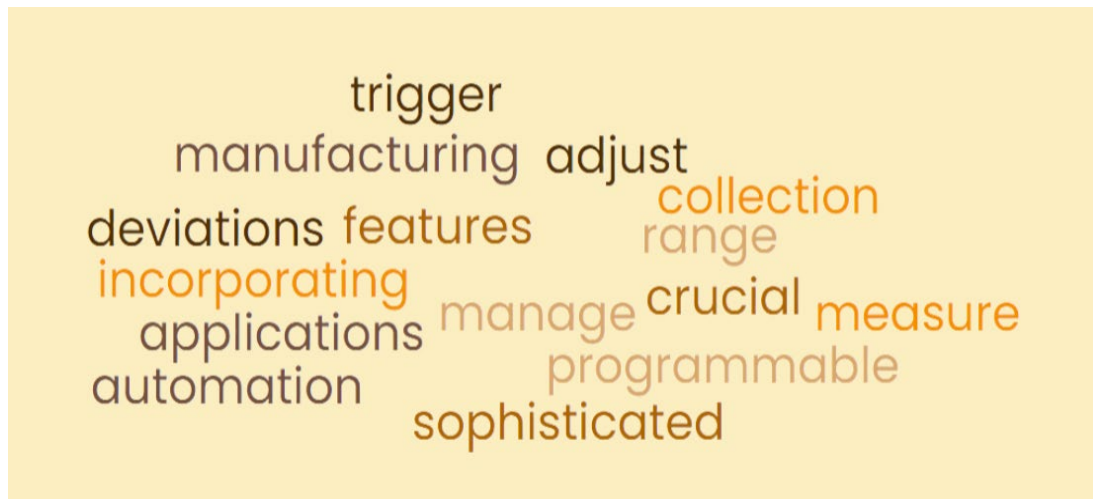 trigger
manufacturing adjust
collection
deviations features
range
incorporating
manage crucial measure
applications
programmable
automation
sophisticated